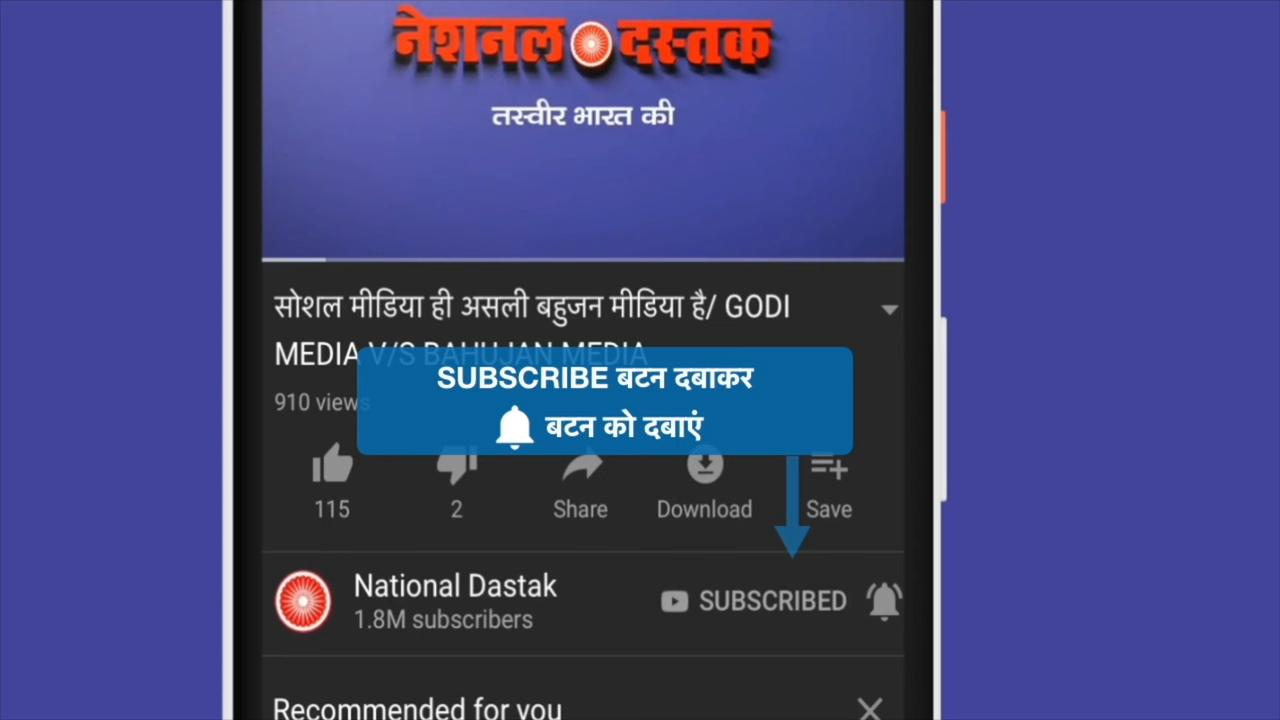 नेशनल दस्तक
तस्वीर भारत की
सोशल मीडिया ही असली बहुजन मीडिया है/ GODI
MEDIA V/S BAHUJAN MEDIA
910 views
SUBSCRIBE बटन दबाकर
बटन को दबाएं
115
2
Share
Download
Save
National Dastak
1.8M subscribers
SUBSCRIBED
Recommended for you